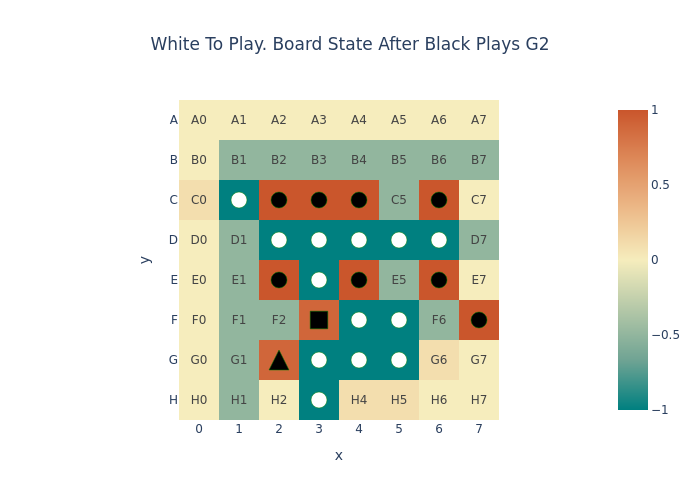 White To Play. Board State After Black Plays G2
A A0 A1 A2 A3 A4 A5 A6 A7
B B0 B1 B2 B3 B4 B5 B6 B7
C C0 C5 C7
D D0 D1 D7
E E0 E1 E5 E7
F F0 F1 F2 F6
G G0 G1 G6 G7
H H0 H1 H2 H4 H5 H6 H7
0 1 2 3 4 5 6 7
x
y
1
0.5
0
−0.5
−1